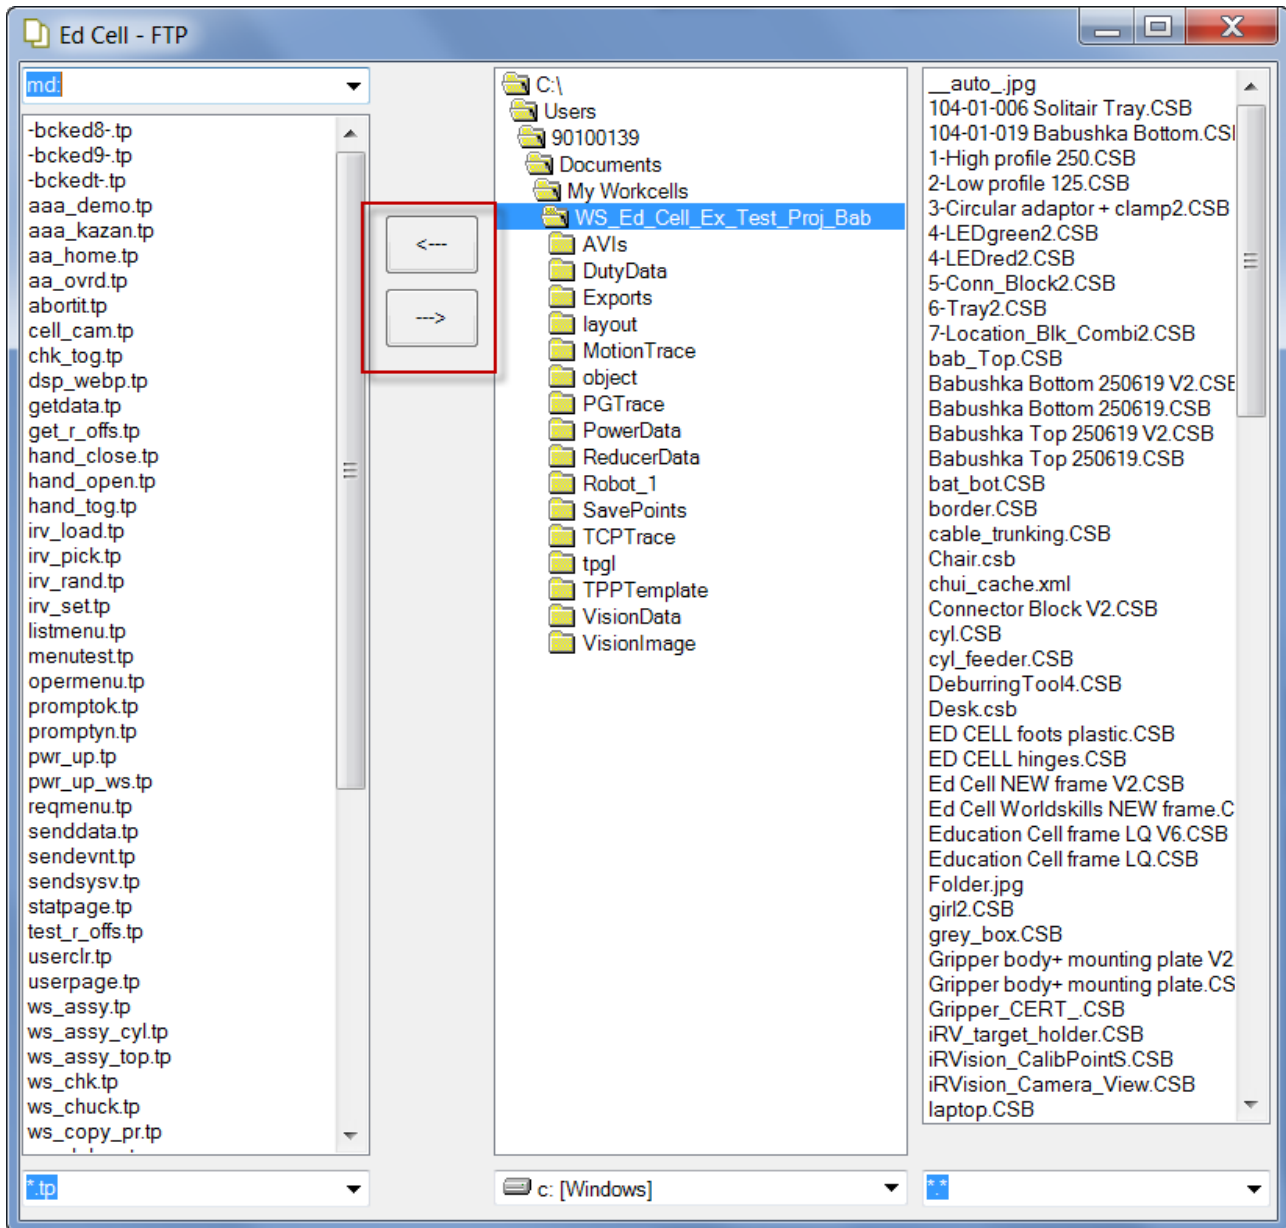 Ed Cell - FTP
md:
-bcked8-.tp
-bcked9-.tp
-bckedt-.tp
aaa_demo.tp
aaa_kazan.tp
aa_home.tp
aa_ovrd.tp
abortit.tp
cell_cam.tp
chk_tog.tp
dsp_webp.tp
getdata.tp
get_r_offs.tp
hand_close.tp
hand_open.tp
hand_tog.tp
irv_load.tp
irv_pick.tp
irv_rand.tp
irv_set.tp
listmenu.tp
menutest.tp
opermenu.tp
promptok.tp
promptyn.tp
pwr_up.tp
pwr_up_ws.tp
reqmenu.tp
senddata.tp
sendevnt.tp
sendsysv.tp
statpage.tp
test_r_offs.tp
userclr.tp
userpage.tp
ws_assy.tp
ws_assy_cyl.tp
ws_assy_top.tp
ws_chk.tp
ws_chuck.tp
ws_copy_pr.tp
*.tp
<---
--->
C:\
Users
90100139
Documents
My Workcells
WS_Ed_Cell_Ex_Test_Proj_Bab
AVIs
DutyData
Exports
layout
MotionTrace
object
PGTrace
PowerData
ReducerData
Robot_1
SavePoints
TCPTrace
tpgl
TPPTemplate
VisionData
VisionImage
c: [Windows]
__auto_.jpg
104-01-006 Solitair Tray.CSB
104-01-019 Babushka Bottom.CSI
1-High profile 250.CSB
2-Low profile 125.CSB
3-Circular adaptor + clamp2.CSB
4-LEDgreen2.CSB
4-LEDred2.CSB
5-Conn_Block2.CSB
6-Tray2.CSB
7-Location_Blk_Combi2.CSB
bab_Top.CSB
Babushka Bottom 250619 V2.CSE
Babushka Bottom 250619.CSB
Babushka Top 250619 V2.CSB
Babushka Top 250619.CSB
bat_bot.CSB
border.CSB
cable_trunking.CSB
Chair.csb
chui_cache.xml
Connector Block V2.CSB
cyl.CSB
cyl_feeder.CSB
DeburringTool4.CSB
Desk.csb
ED CELL foots plastic.CSB
ED CELL hinges.CSB
Ed Cell NEW frame V2.CSB
Ed Cell Worldskills NEW frame.C
Education Cell frame LQ V6.CSB
Education Cell frame LQ.CSB
Folder.jpg
girl2.CSB
grey_box.CSB
Gripper body+ mounting plate V2
Gripper body+ mounting plate.CS
Gripper_CERT_.CSB
iRV_target_holder.CSB
iRVision_CalibPointS.CSB
iRVision_Camera_View.CSB
laptop.CSB
*.*